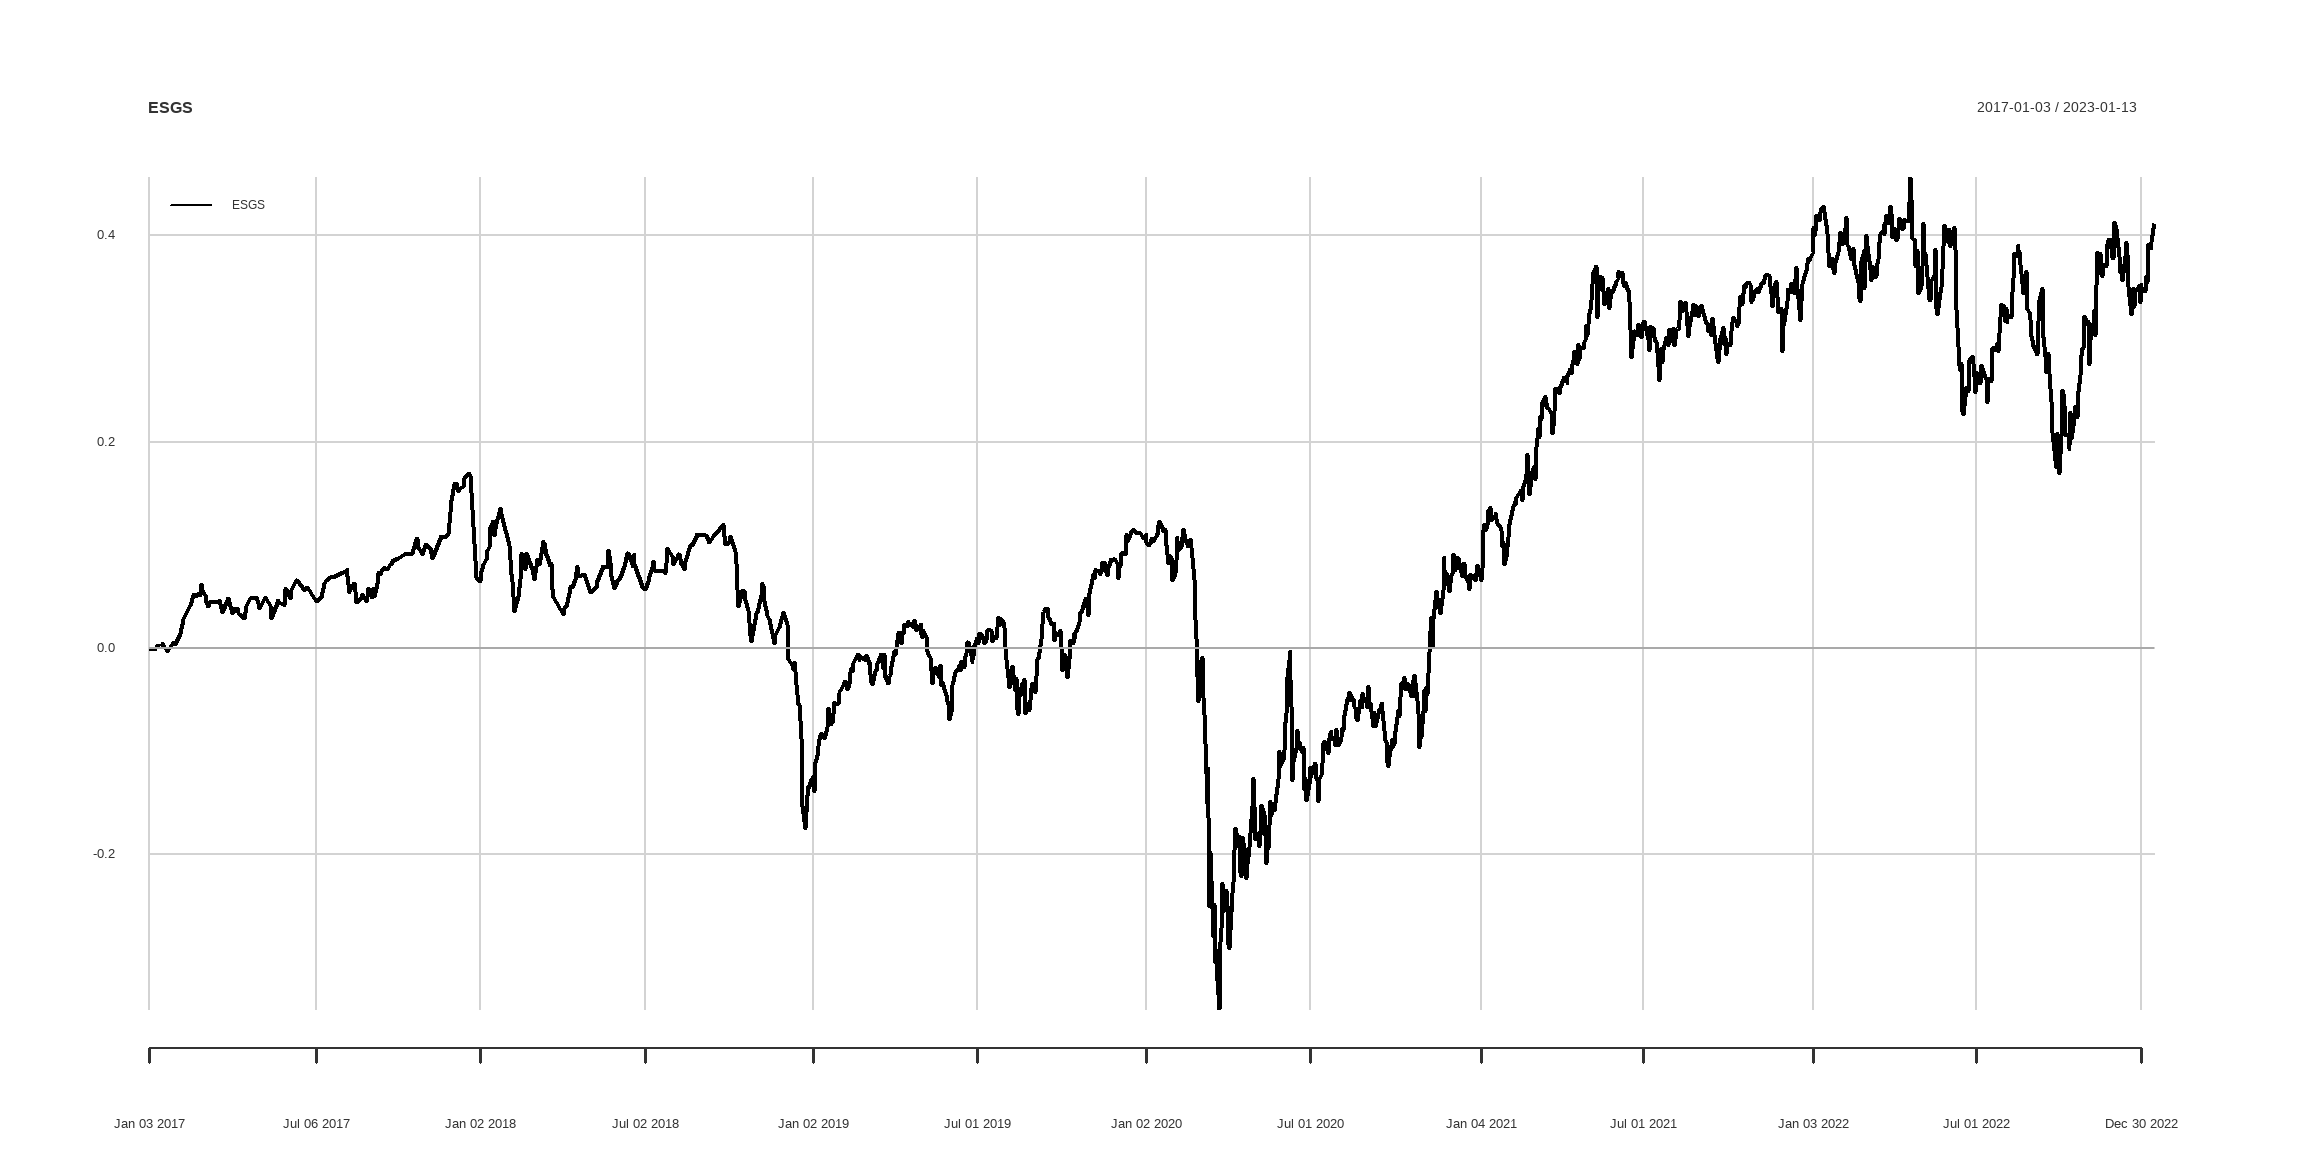 ESGS
2017-01-03 / 2023-01-13
ESGS
0.4
0.2
0.0
-0.2
Jan 03 2017
Jul 06 2017
Jan 02 2018
Jul 02 2018
Jan 02 2019
Jul 01 2019
Jan 02 2020
Jul 01 2020
Jan 04 2021
Jul 01 2021
Jan 03 2022
Jul 01 2022
Dec 30 2022